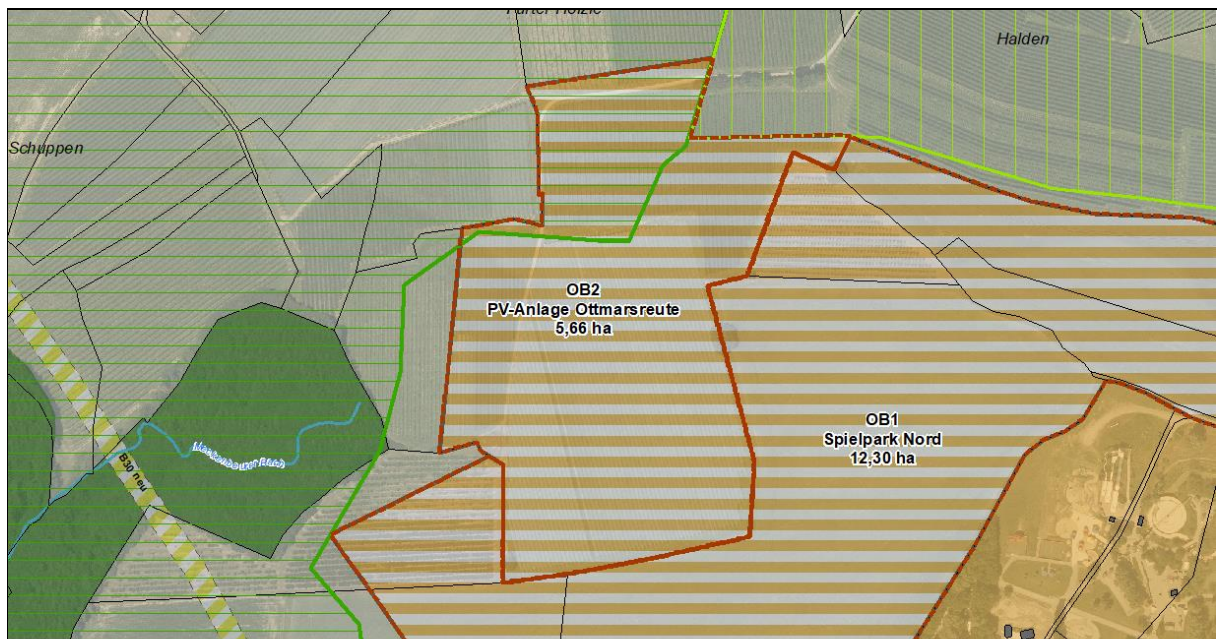 Halden
Schuppen
OB2
PV-Anlage Ottmarsreute
5,66 ha
OB1
Spielpark Nord
12,30 ha
B30 neu